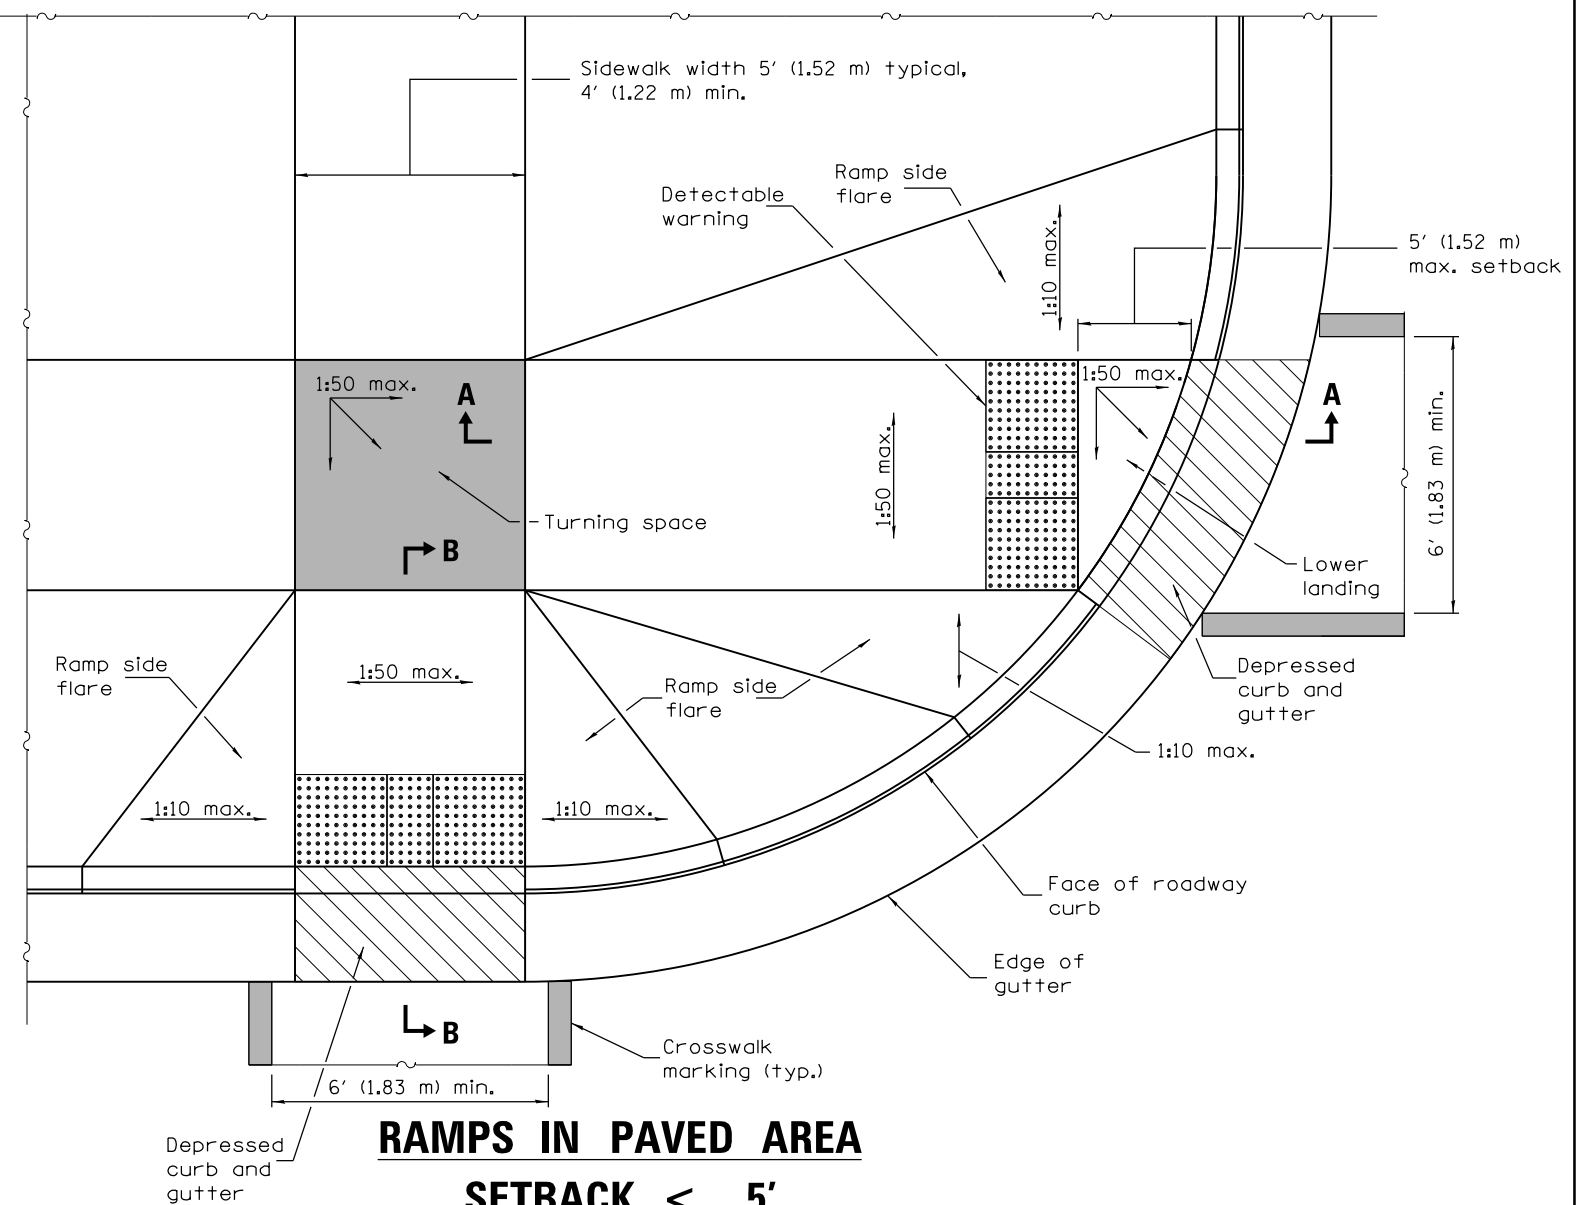 Sidewalk width 5' (1.52 m) typical,
4' (1.22 m) min.
Ramp side
flare
Detectable
warning
1:10 max.
5' (1.52 m)
max. setback
1:50 max.
A
1:50 max.
A
1:50 max.
6' (1.83 m) min.
Turning space
B
Lower
landing
Ramp side
flare
1:50 max.
Ramp side
flare
Depressed
curb and
gutter
1:10 max.
1:10 max.
1:10 max.
Face of roadway
curb
Edge of
gutter
B
Crosswalk
marking (typ.)
6' (1.83 m) min.
Depressed
curb and
gutter
RAMPS IN PAVED AREA
SETBACK < 5'